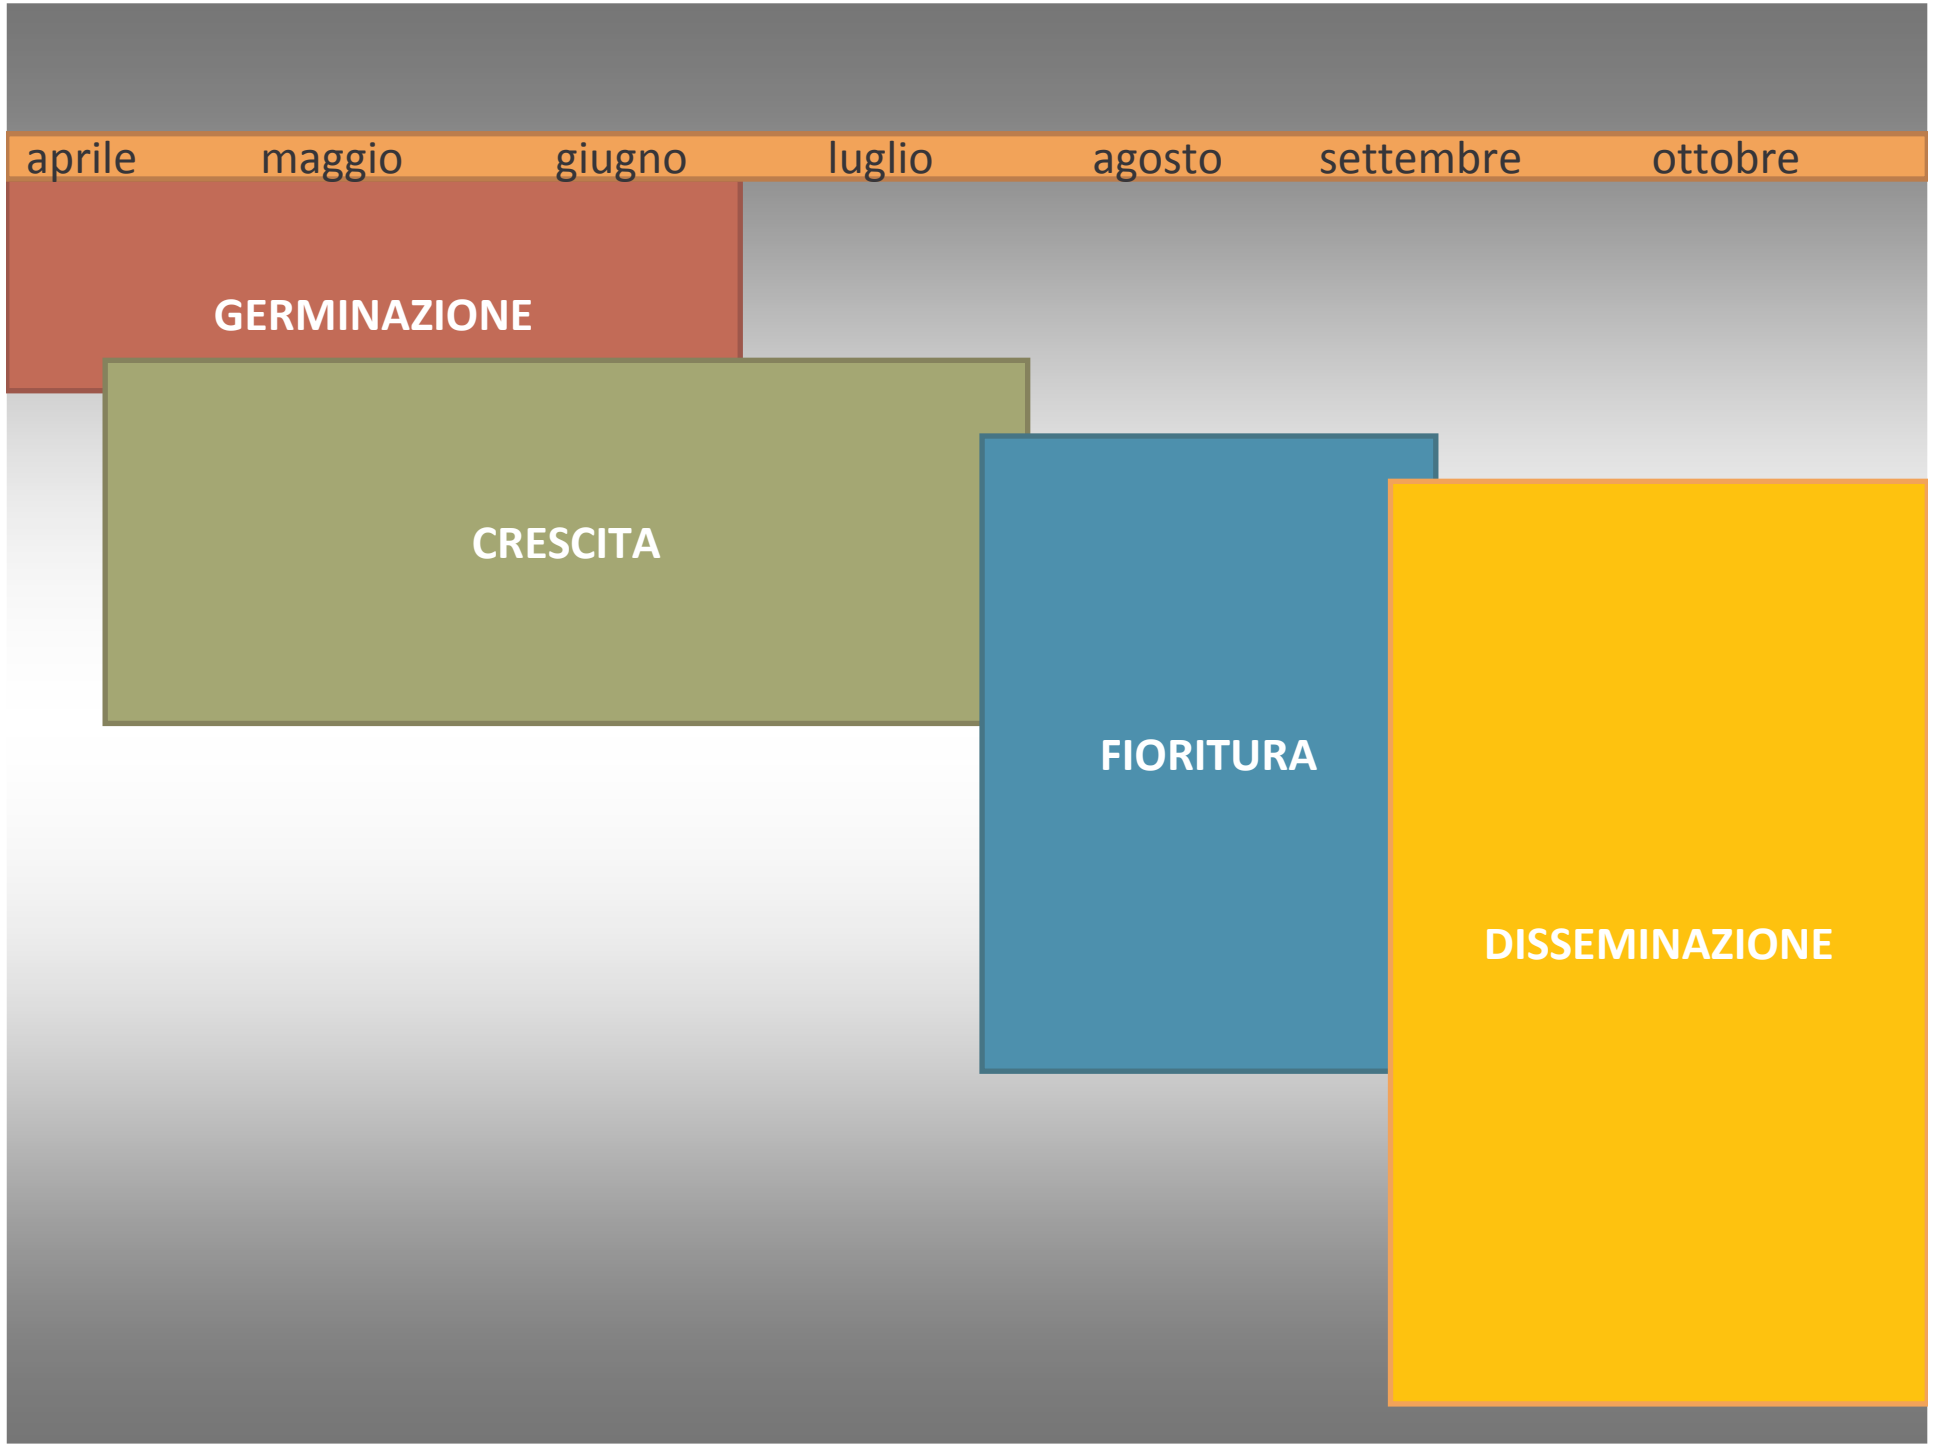 aprile maggio giugno luglio agosto settembre ottobre
GERMINAZIONE
CRESCITA
FIORITURA
DISSEMINAZIONE